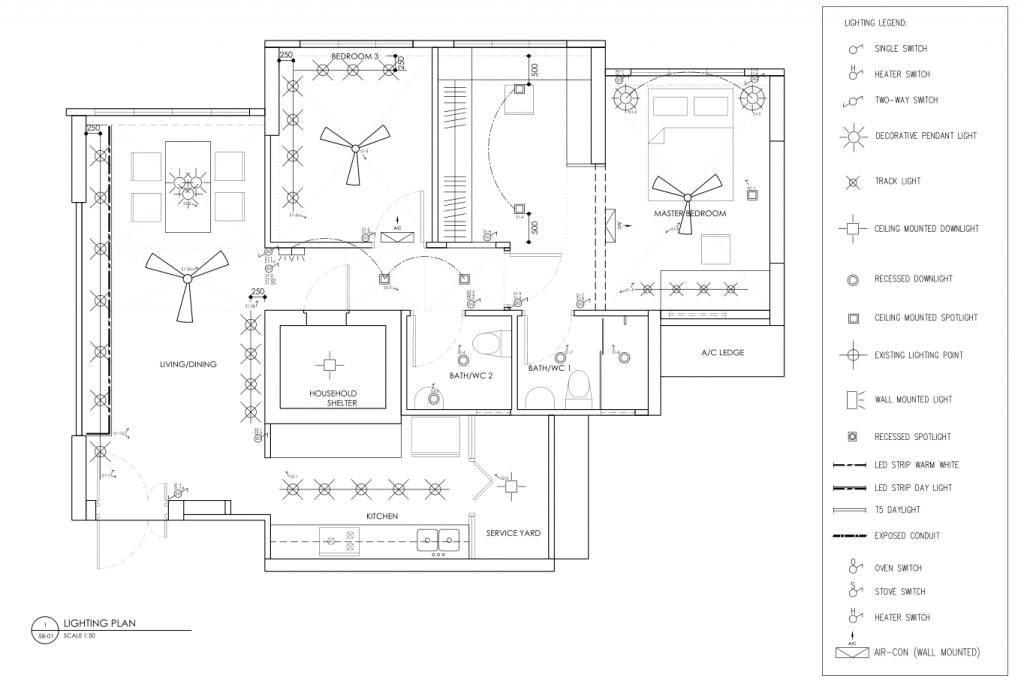 250
BEDROOM 3
250
500
250
A/C
500
A/C
MASTER BEDROOM
250
LIVING/DINING
HOUSEHOLD
SHELTER
BATH/WC 2
BATH/WC 1
A/C LEDGE
KITCHEN
SERVICE YARD
1
SB-01
LIGHTING PLAN
SCALE 1:50
LIGHTING LEGEND:
SINGLE SWITCH
H
HEATER SWITCH
TWO-WAY SWITCH
DECORATIVE PENDANT LIGHT
TRACK LIGHT
CEILING MOUNTED DOWNLIGHT
RECESSED DOWNLIGHT
CEILING MOUNTED SPOTLIGHT
EXISTING LIGHTING POINT
WALL MOUNTED LIGHT
RECESSED SPOTLIGHT
LED STRIP WARM WHITE
LED STRIP DAY LIGHT
T5 DAYLIGHT
EXPOSED CONDUIT
O
OVEN SWITCH
S
STOVE SWITCH
H
HEATER SWITCH
A/C
AIR-CON (WALL MOUNTED)